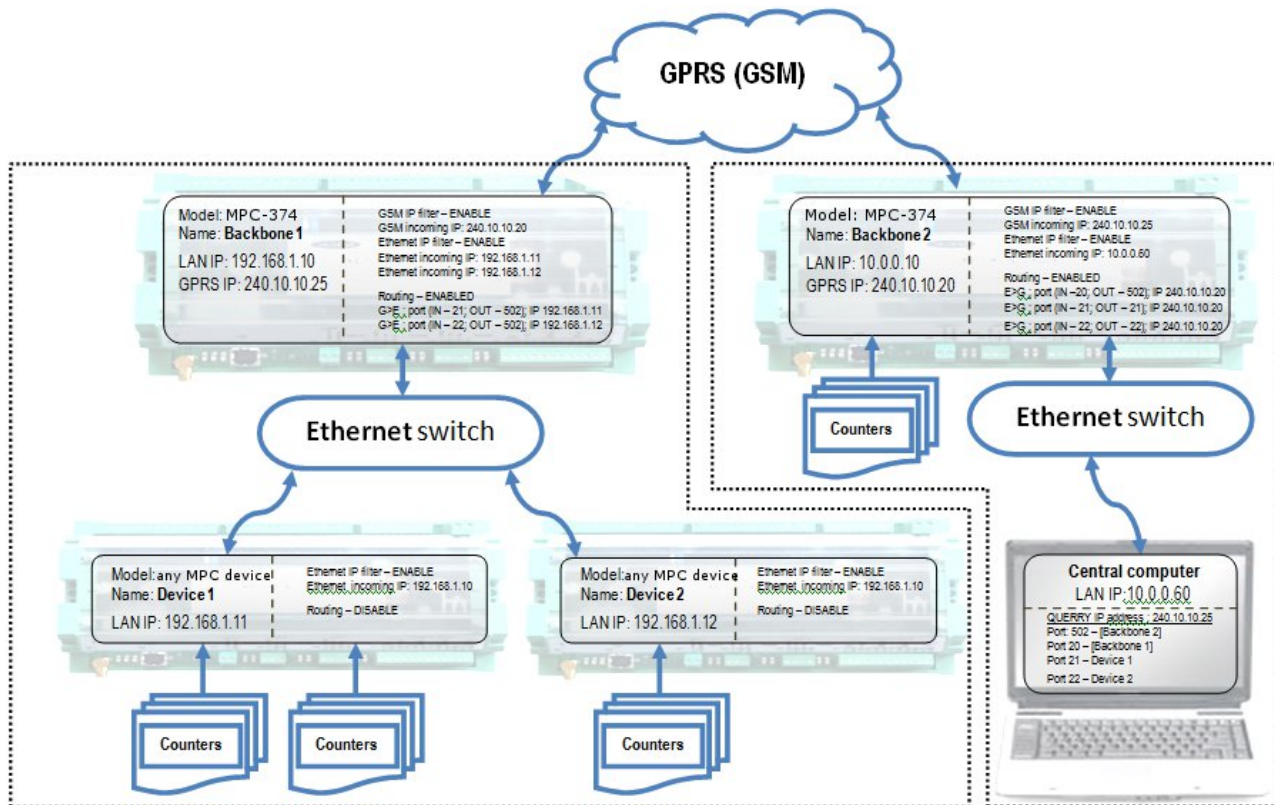 GPRS (GSM)
Model: MPC-374
Name: Backbone1
LAN IP: 192.168.1.10
GPRS IP: 240.10.10.25
GSM IP filter – ENABLE
GSM incoming IP: 240.10.10.20
Ethernet IP filter – ENABLE
Ethernet incoming IP: 192.168.1.11
Ethernet incoming IP: 192.168.1.12
Routing – ENABLED
G>E ; port (IN – 21; OUT – 502); IP 192.168.1.11
G>E ; port (IN – 22; OUT – 502); IP 192.168.1.12
Model: MPC-374
Name: Backbone2
LAN IP: 10.0.0.10
GPRS IP: 240.10.10.20
GSM IP filter – ENABLE
GSM incoming IP: 240.10.10.25
Ethernet IP filter – ENABLE
Ethernet incoming IP: 10.0.0.60
Routing – ENABLED
E>G ; port (IN –20; OUT – 502); IP 240.10.10.20
E>G ; port (IN – 21; OUT – 21); IP 240.10.10.20
E>G ; port (IN – 22; OUT – 22); IP 240.10.10.20
Ethernet switch
Counters
Ethernet switch
Model:any MPC device
Name: Device1
LAN IP: 192.168.1.11
Ethernet IP filter – ENABLE
Ethernet incoming IP: 192.168.1.10
Routing – DISABLE
Model:any MPC device
Name: Device2
LAN IP: 192.168.1.12
Ethernet IP filter – ENABLE
Ethernet incoming IP: 192.168.1.10
Routing – DISABLE
Central computer
LAN IP:10.0.0.60
QUERRY IP address : 240.10.10.25
Port: 502 – [Backbone 2]
Port 20 – [Backbone 1]
Port 21 – Device 1
Port 22 – Device 2
Counters
Counters
Counters